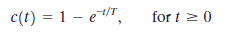 c(t) = 1 − e^{−t/T}, for t ≥ 0